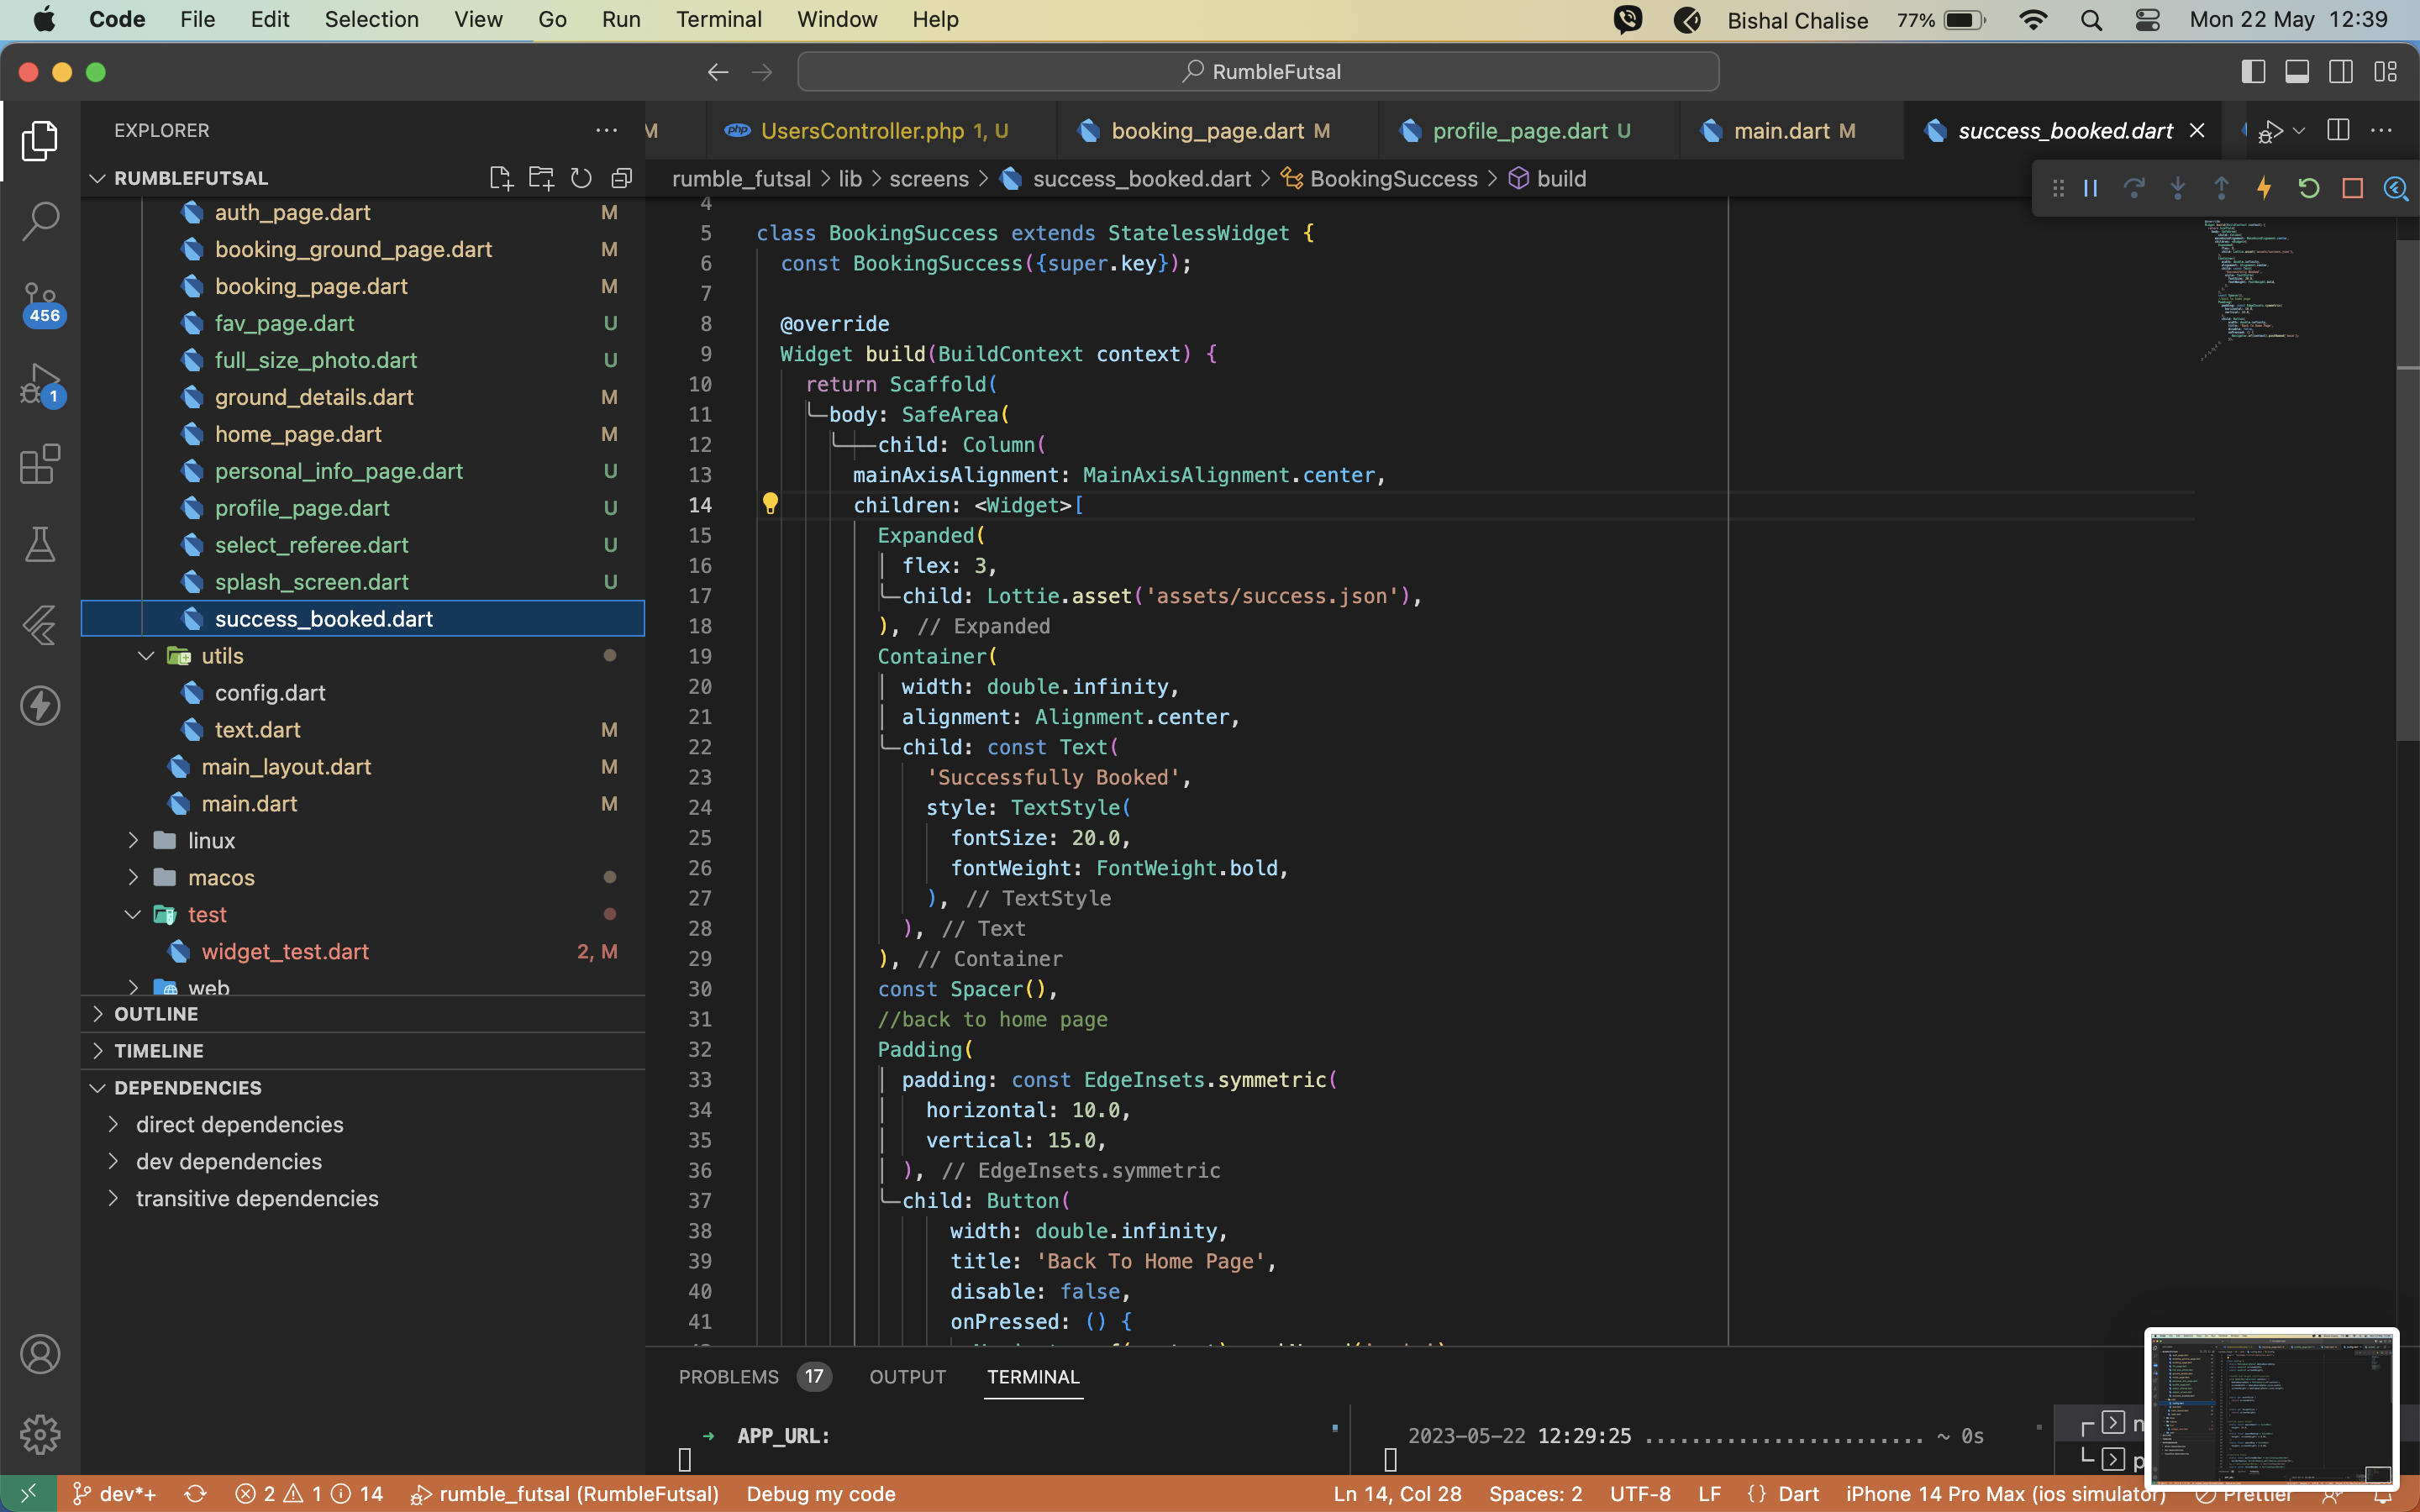 Code File Edit Selection View Go Run Terminal Window Help Bishal Chalise 77% Mon 22 May 12:39
RumbleFutsal
EXPLORER
M UsersController.php 1, U booking_page.dart M profile_page.dart U main.dart M success_booked.dart
RUMBLEFUTSAL
rumble_futsal > lib > screens > success_booked.dart > BookingSuccess > build
auth_page.dart M
booking_ground_page.dart M
booking_page.dart M
fav_page.dart U
full_size_photo.dart U
ground_details.dart M
home_page.dart M
personal_info_page.dart U
profile_page.dart U
select_referee.dart U
splash_screen.dart U
success_booked.dart
utils
config.dart
text.dart M
main_layout.dart M
main.dart M
linux
macos
test
widget_test.dart 2, M
web
OUTLINE
TIMELINE
DEPENDENCIES
direct dependencies
dev dependencies
transitive dependencies
456
1
4
5 class BookingSuccess extends StatelessWidget {
6 const BookingSuccess({super.key});
7
8 @override
9 Widget build(BuildContext context) {
10 return Scaffold(
11 body: SafeArea(
12 child: Column(
13 mainAxisAlignment: MainAxisAlignment.center,
14 children: <Widget>[
15 Expanded(
16 flex: 3,
17 child: Lottie.asset('assets/success.json'),
18 ), // Expanded
19 Container(
20 width: double.infinity,
21 alignment: Alignment.center,
22 child: const Text(
23 'Successfully Booked',
24 style: TextStyle(
25 fontSize: 20.0,
26 fontWeight: FontWeight.bold,
27 ), // TextStyle
28 ), // Text
29 ), // Container
30 const Spacer(),
31 //back to home page
32 Padding(
33 padding: const EdgeInsets.symmetric(
34 horizontal: 10.0,
35 vertical: 15.0,
36 ), // EdgeInsets.symmetric
37 child: Button(
38 width: double.infinity,
39 title: 'Back To Home Page',
40 disable: false,
41 onPressed: () {
PROBLEMS 17 OUTPUT TERMINAL
→ APP_URL:
2023-05-22 12:29:25 ....................... ~ 0s
dev*+ 2 1 14 rumble_futsal (RumbleFutsal) Debug my code Ln 14, Col 28 Spaces: 2 UTF-8 LF {} Dart iPhone 14 Pro Max (ios simulator) Prettier